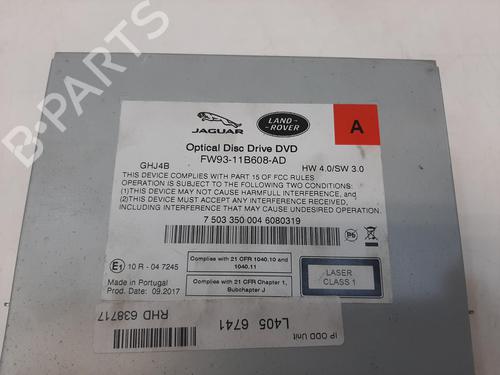 B-PARTS
JAGUAR
LAND-
ROVER
A
Optical Disc Drive DVD
FW93-11B608-AD
GHJ4B
HW 4.0/SW 3.0
THIS DEVICE COMPLIES WITH PART 15 OF FCC RULES
OPERATION IS SUBJECT TO THE FOLLOWING TWO CONDITIONS:
(1)THIS DEVICE MAY NOT CAUSE HARMFUL INTERFERENCE, and
(2)THIS DEVICE MUST ACCEPT ANY INTERFERENCE RECEIVED,
INCLUDING INTERFERENCE THAT MAY CAUSE UNDESIRED OPERATION.
7 503 350 004 6080319
E1 10 R - 04 7245
Made in Portugal
Prod. Date: 09.2017
Complies with 21 CFR 1040.10 and
1040.11
Complies with 21 CFR Chapter 1,
Subchapter J
LASER
CLASS 1
IP ODD Unit
L405 6741
RHD 638717